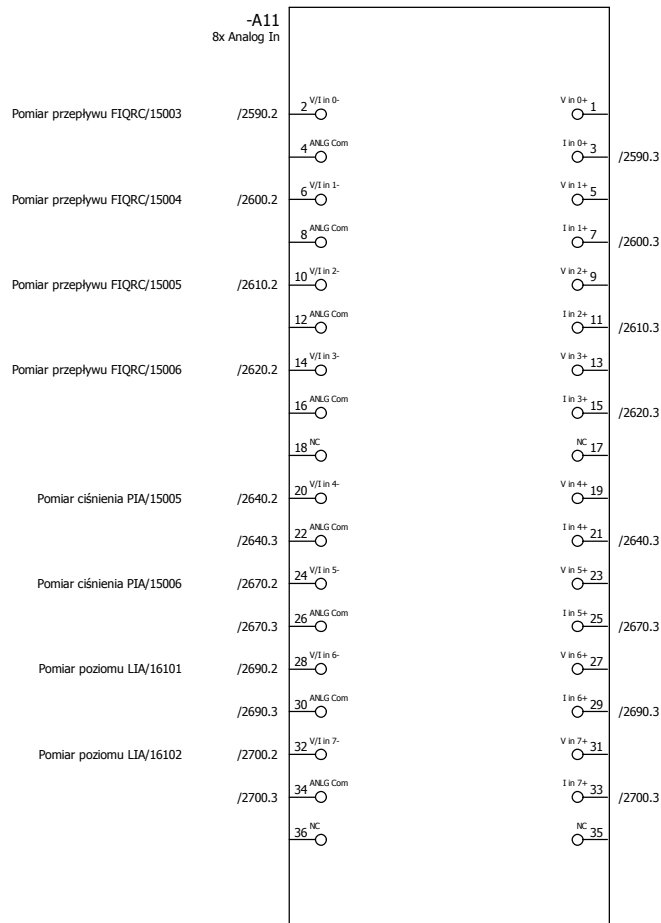 -A11
8x Analog In
Pomiar przepływu FIQRC/15003 /2590.2 2 V/I in 0- V in 0+ 1
4 ANLG Com I in 0+ 3 /2590.3
Pomiar przepływu FIQRC/15004 /2600.2 6 V/I in 1- V in 1+ 5
8 ANLG Com I in 1+ 7 /2600.3
Pomiar przepływu FIQRC/15005 /2610.2 10 V/I in 2- V in 2+ 9
12 ANLG Com I in 2+ 11 /2610.3
Pomiar przepływu FIQRC/15006 /2620.2 14 V/I in 3- V in 3+ 13
16 ANLG Com I in 3+ 15 /2620.3
18 NC NC 17
Pomiar ciśnienia PIA/15005 /2640.2 20 V/I in 4- V in 4+ 19
/2640.3 22 ANLG Com I in 4+ 21 /2640.3
Pomiar ciśnienia PIA/15006 /2670.2 24 V/I in 5- V in 5+ 23
/2670.3 26 ANLG Com I in 5+ 25 /2670.3
Pomiar poziomu LIA/16101 /2690.2 28 V/I in 6- V in 6+ 27
/2690.3 30 ANLG Com I in 6+ 29 /2690.3
Pomiar poziomu LIA/16102 /2700.2 32 V/I in 7- V in 7+ 31
/2700.3 34 ANLG Com I in 7+ 33 /2700.3
36 NC NC 35